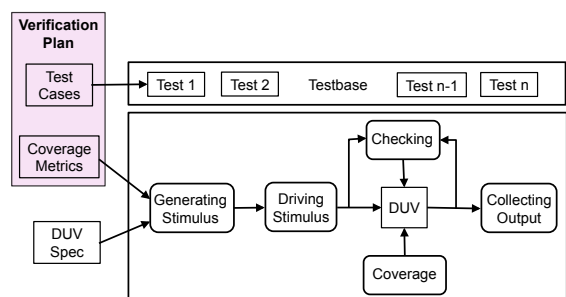 Verification
Plan
Test
Cases
Test 1
Test 2
Testbase
Test n-1
Test n
Coverage
Metrics
Checking
Generating
Stimulus
Driving
Stimulus
DUV
Collecting
Output
DUV
Spec
Coverage